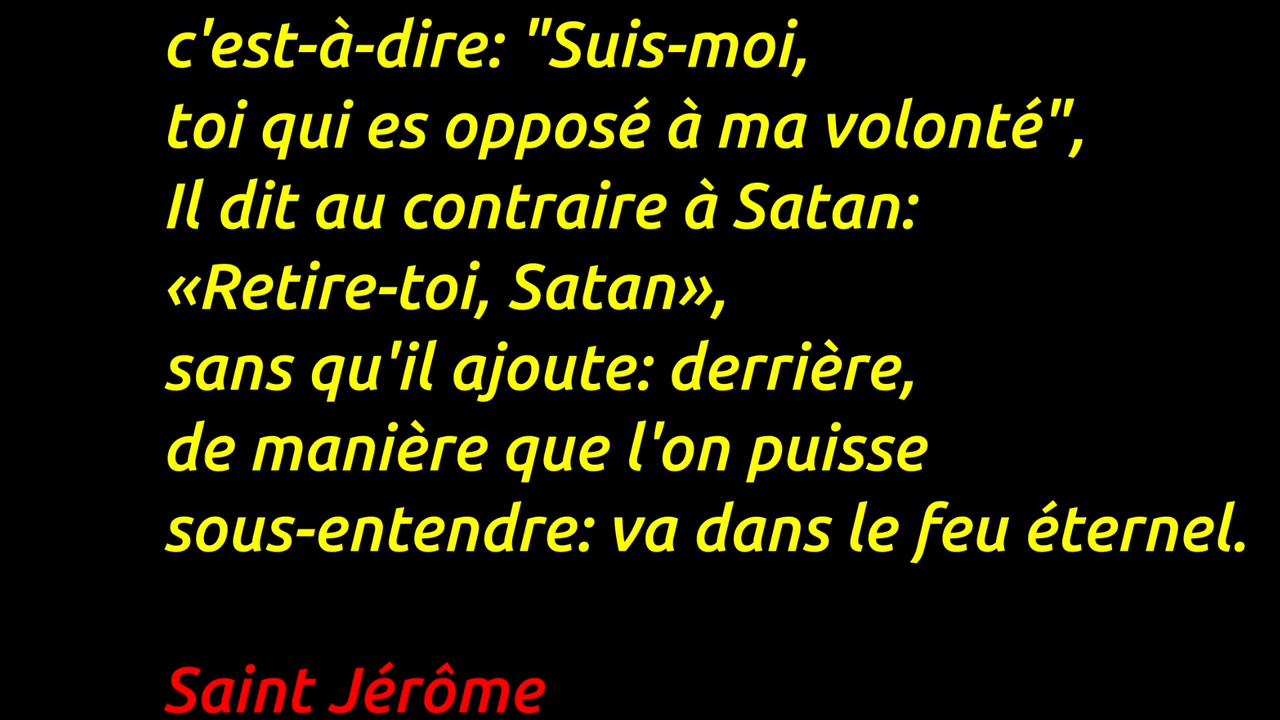 c'est-à-dire: "Suis-moi,
toi qui es opposé à ma volonté",
Il dit au contraire à Satan:
«Retire-toi, Satan»,
sans qu'il ajoute: derrière,
de manière que l'on puisse
sous-entendre: va dans le feu éternel.
Saint Jérôme